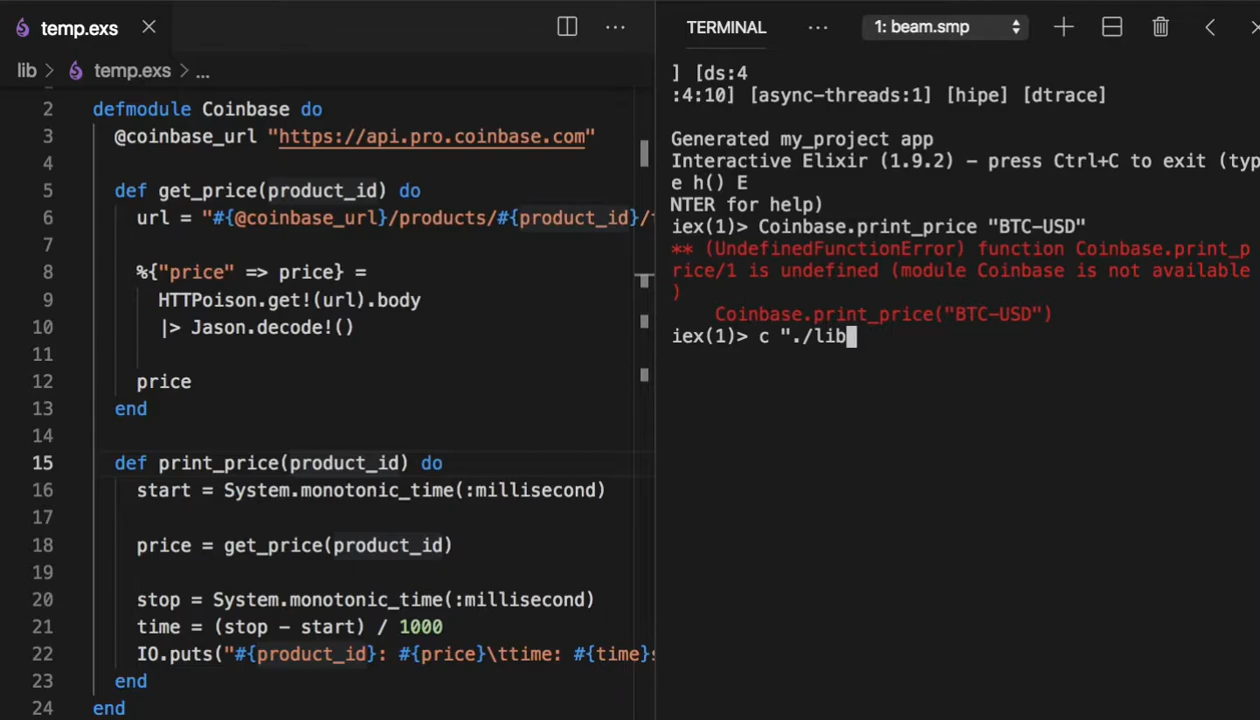 temp.exs
lib > temp.exs > ...
2 defmodule Coinbase do
3 @coinbase_url "https://api.pro.coinbase.com"
4
5 def get_price(product_id) do
6 url = "#{@coinbase_url}/products/#{product_id}/
7
8 %{"price" => price} =
9 HTTPoison.get!(url).body
10 |> Jason.decode!()
11
12 price
13 end
14
15 def print_price(product_id) do
16 start = System.monotonic_time(:millisecond)
17
18 price = get_price(product_id)
19
20 stop = System.monotonic_time(:millisecond)
21 time = (stop - start) / 1000
22 IO.puts("#{product_id}: #{price}\ttime: #{time}s
23 end
24 end
TERMINAL ... 1: beam.smp
] [ds:4
:4:10] [async-threads:1] [hipe] [dtrace]
Generated my_project app
Interactive Elixir (1.9.2) - press Ctrl+C to exit (typ
e h() E
NTER for help)
iex(1)> Coinbase.print_price "BTC-USD"
** (UndefinedFunctionError) function Coinbase.print_p
rice/1 is undefined (module Coinbase is not available
)
Coinbase.print_price("BTC-USD")
iex(1)> c "./lib